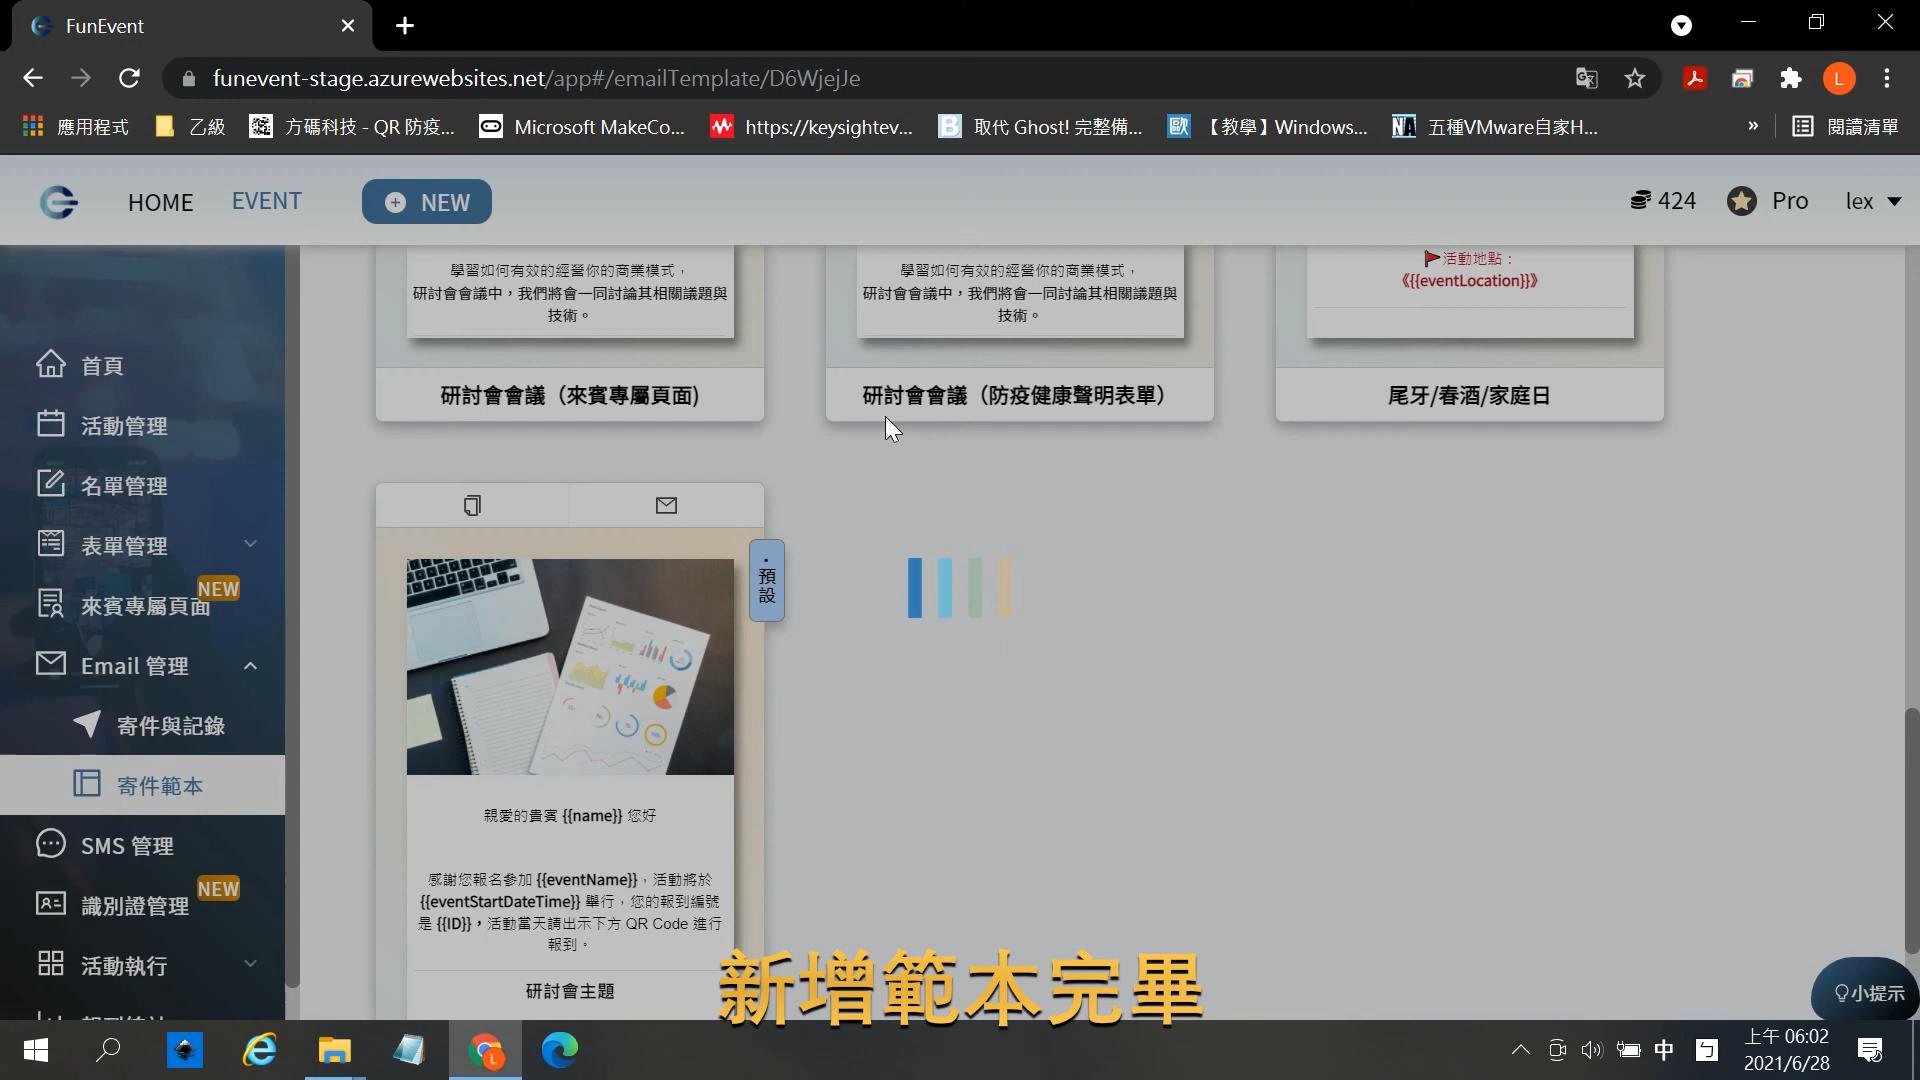 FunEvent
funevent-stage.azurewebsites.net/app#/emailTemplate/D6WjejJe
應用程式
乙級
方碼科技 - QR 防疫...
Microsoft MakeCo...
https://keysightev...
取代 Ghost! 完整備...
【教學】Windows...
五種VMware自家H...
»
閱讀清單
HOME
EVENT
NEW
424
Pro
lex
首頁
活動管理
名單管理
表單管理
來賓專屬頁面
NEW
Email 管理
寄件與記錄
寄件範本
SMS 管理
識別證管理
NEW
活動執行
學習如何有效的經營你的商業模式，
研討會會議中，我們將會一同討論其相關議題與
技術。
研討會會議（來賓專屬頁面)
學習如何有效的經營你的商業模式，
研討會會議中，我們將會一同討論其相關議題與
技術。
研討會會議（防疫健康聲明表單）
活動地點：
《{{eventLocation}}》
尾牙/春酒/家庭日
・預設
親愛的貴賓 {{name}} 您好
感謝您報名參加 {{eventName}}，活動將於
{{eventStartDateTime}} 舉行，您的報到編號
是 {{ID}}，活動當天請出示下方 QR Code 進行
報到。
研討會主題
新增範本完畢
小提示
L
中
ㄅ
上午 06:02
2021/6/28